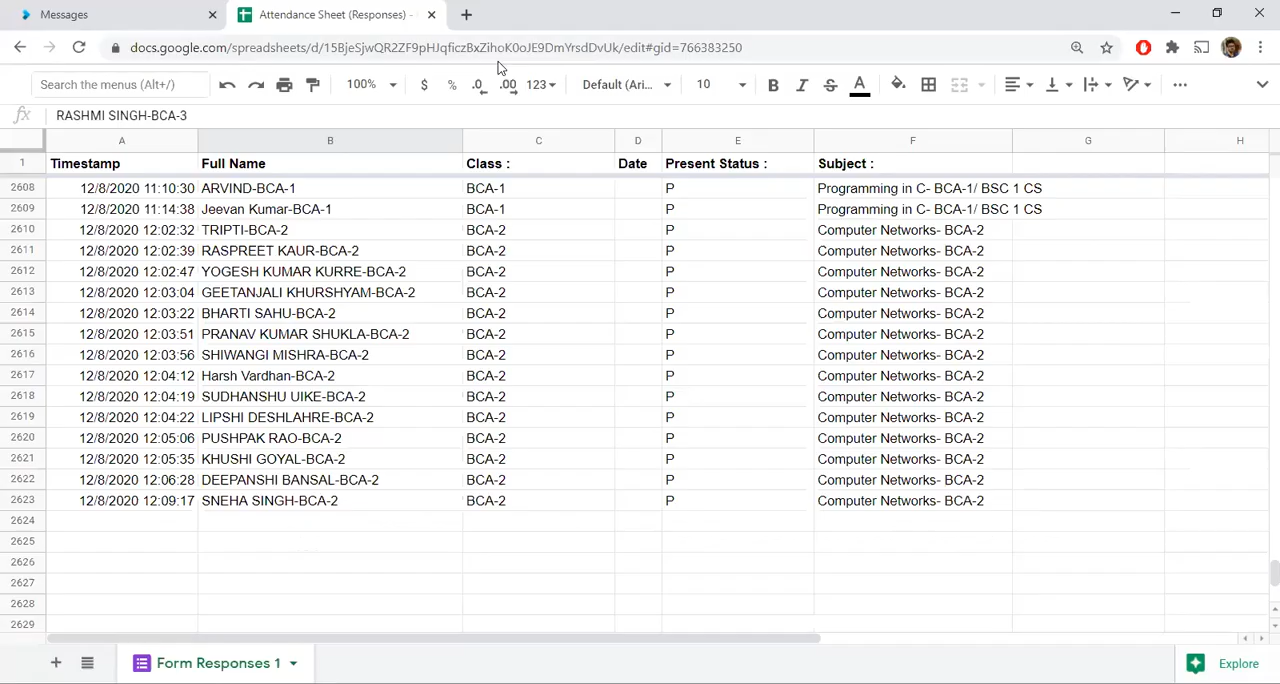 Messages
Attendance Sheet (Responses) -
docs.google.com/spreadsheets/d/15BjeSjwQR2ZF9pHJqficzBxZihoK0oJE9DmYrsdDvUk/edit#gid=766383250
Search the menus (Alt+/) 100% $ % .0 .00 123 Default (Ari... 10 B I S A
fx RASHMI SINGH-BCA-3
A B C D E F G H
1 Timestamp Full Name Class : Date Present Status : Subject :
2608 12/8/2020 11:10:30 ARVIND-BCA-1 BCA-1 P Programming in C- BCA-1/ BSC 1 CS
2609 12/8/2020 11:14:38 Jeevan Kumar-BCA-1 BCA-1 P Programming in C- BCA-1/ BSC 1 CS
2610 12/8/2020 12:02:32 TRIPTI-BCA-2 BCA-2 P Computer Networks- BCA-2
2611 12/8/2020 12:02:39 RASPREET KAUR-BCA-2 BCA-2 P Computer Networks- BCA-2
2612 12/8/2020 12:02:47 YOGESH KUMAR KURRE-BCA-2 BCA-2 P Computer Networks- BCA-2
2613 12/8/2020 12:03:04 GEETANJALI KHURSHYAM-BCA-2 BCA-2 P Computer Networks- BCA-2
2614 12/8/2020 12:03:22 BHARTI SAHU-BCA-2 BCA-2 P Computer Networks- BCA-2
2615 12/8/2020 12:03:51 PRANAV KUMAR SHUKLA-BCA-2 BCA-2 P Computer Networks- BCA-2
2616 12/8/2020 12:03:56 SHIWANGI MISHRA-BCA-2 BCA-2 P Computer Networks- BCA-2
2617 12/8/2020 12:04:12 Harsh Vardhan-BCA-2 BCA-2 P Computer Networks- BCA-2
2618 12/8/2020 12:04:19 SUDHANSHU UIKE-BCA-2 BCA-2 P Computer Networks- BCA-2
2619 12/8/2020 12:04:22 LIPSHI DESHLAHRE-BCA-2 BCA-2 P Computer Networks- BCA-2
2620 12/8/2020 12:05:06 PUSHPAK RAO-BCA-2 BCA-2 P Computer Networks- BCA-2
2621 12/8/2020 12:05:35 KHUSHI GOYAL-BCA-2 BCA-2 P Computer Networks- BCA-2
2622 12/8/2020 12:06:28 DEEPANSHI BANSAL-BCA-2 BCA-2 P Computer Networks- BCA-2
2623 12/8/2020 12:09:17 SNEHA SINGH-BCA-2 BCA-2 P Computer Networks- BCA-2
2624
2625
2626
2627
2628
2629
Form Responses 1 Explore